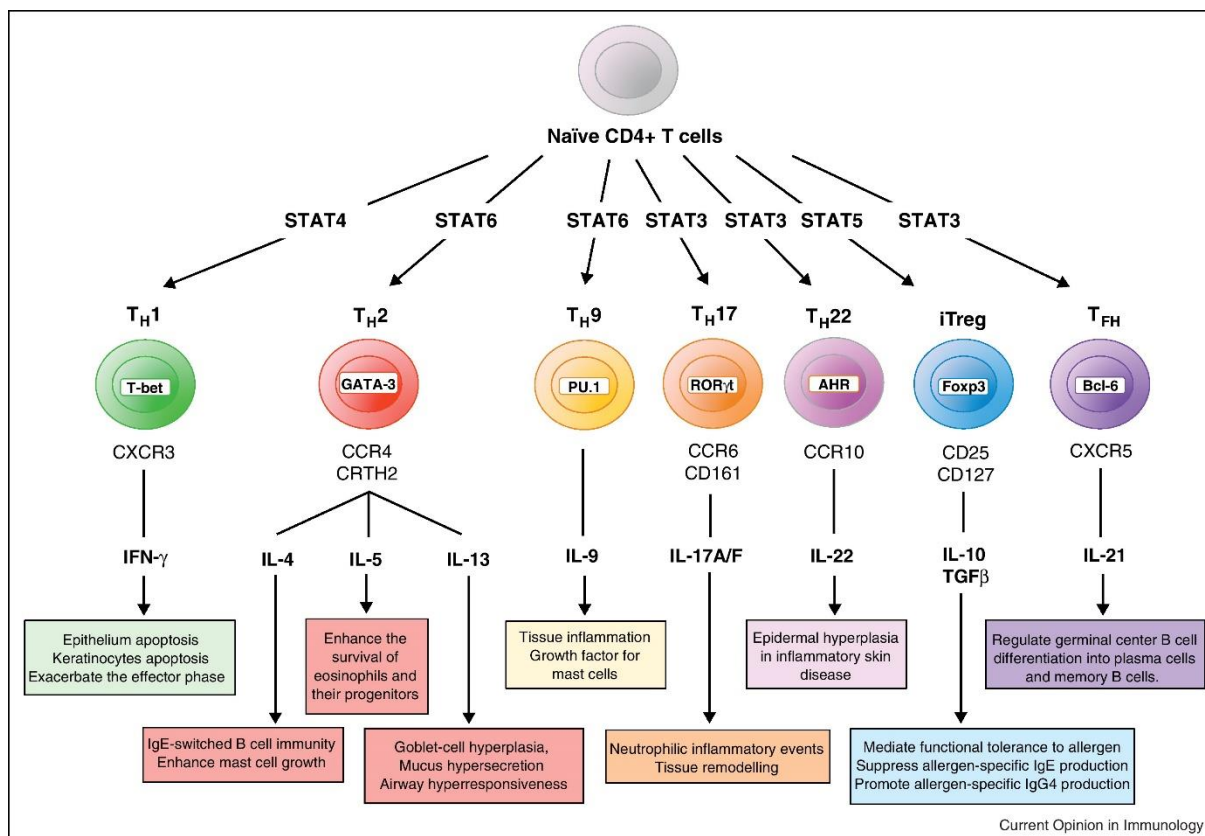 Naïve CD4+ T cells
STAT4 STAT6 STAT6 STAT3 STAT3 STAT5 STAT3
TH1 TH2 TH9 TH17 TH22 iTreg TFH
T-bet GATA-3 PU.1 RORγt AHR Foxp3 Bcl-6
CXCR3 CCR4 CCR6 CCR10 CD25 CXCR5
CRTH2 CD161 CD127
IFN-γ IL-4 IL-5 IL-13 IL-9 IL-17A/F IL-22 IL-10 IL-21
TGFβ
Epithelium apoptosis
Keratinocytes apoptosis
Exacerbate the effector phase
Enhance the
survival of
eosinophils and
their progenitors
Tissue inflammation
Growth factor for
mast cells
Epidermal hyperplasia
in inflammatory skin
disease
Regulate germinal center B cell
differentiation into plasma cells
and memory B cells.
IgE-switched B cell immunity
Enhance mast cell growth
Goblet-cell hyperplasia,
Mucus hypersecretion
Airway hyperresponsiveness
Neutrophilic inflammatory events
Tissue remodelling
Mediate functional tolerance to allergen
Suppress allergen-specific IgE production
Promote allergen-specific IgG4 production
Current Opinion in Immunology